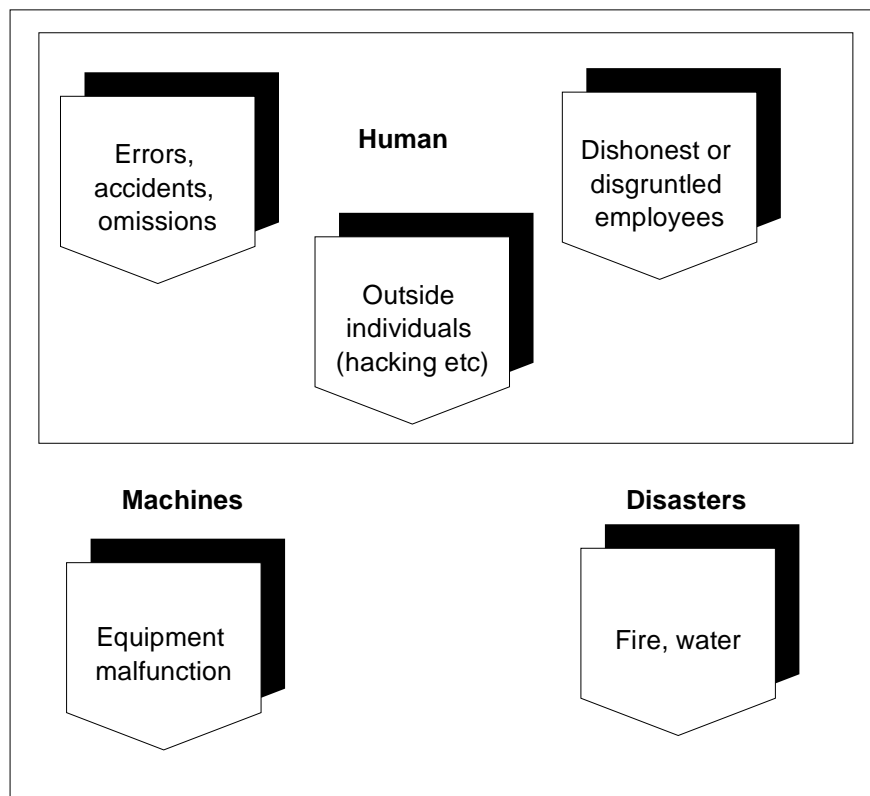 Human
Errors,
accidents,
omissions
Dishonest or
disgruntled
employees
Outside
individuals
(hacking etc)
Machines
Disasters
Equipment
malfunction
Fire, water